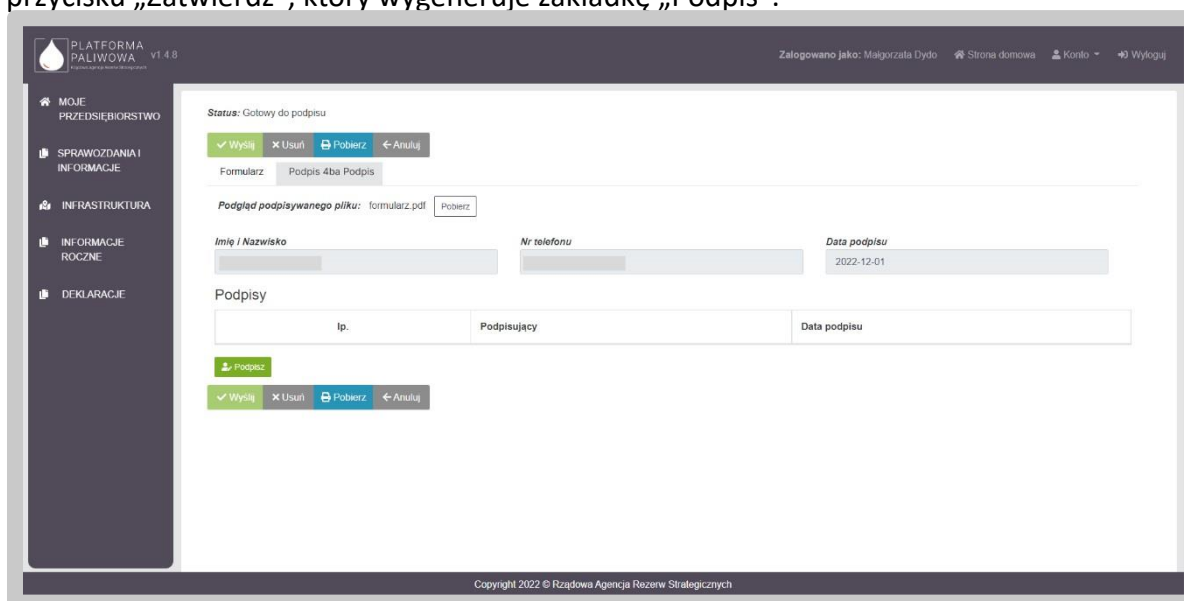 przycisku „Zatwierdź", który wygeneruje zakładkę „Podpis".
PLATFORMA
PALIWOWA v1.4.8
Zalogowano jako: Małgorzata Dydo Strona domowa Konto Wyloguj
MOJE
PRZEDSIĘBIORSTWO
SPRAWOZDANIA I
INFORMACJE
INFRASTRUKTURA
INFORMACJE
ROCZNE
DEKLARACJE
Status: Gotowy do podpisu
Wyślij Usuń Pobierz Anuluj
Formularz Podpis 4ba Podpis
Podgląd podpisywanego pliku: formularz.pdf Pobierz
Imię i Nazwisko Nr telefonu Data podpisu
2022-12-01
Podpisy
lp. Podpisujący Data podpisu
Podpisz
Wyślij Usuń Pobierz Anuluj
Copyright 2022 © Rządowa Agencja Rezerw Strategicznych